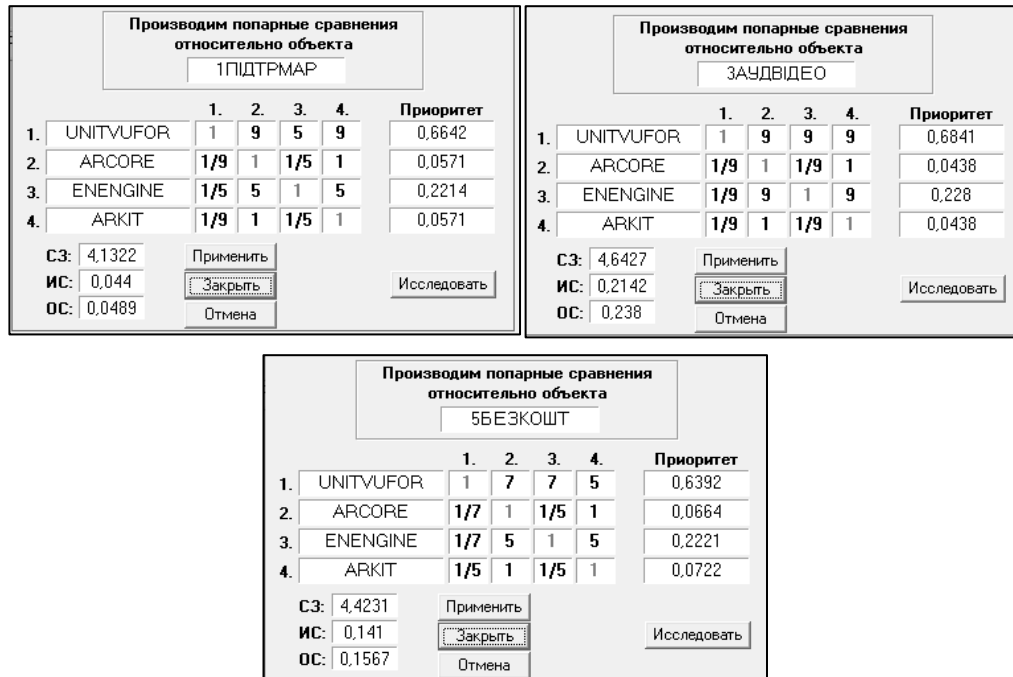 Производим попарные сравнения
относительно объекта
1ПІДТРМАР
1. 2. 3. 4. Приоритет
1. UNITVUFOR 1 9 5 9 0,6642
2. ARCORE 1/9 1 1/5 1 0,0571
3. ENENGINE 1/5 5 1 5 0,2214
4. ARKIT 1/9 1 1/5 1 0,0571
СЗ: 4,1322 Применить
ИС: 0,044 Закрыть Исследовать
ОС: 0,0489 Отмена
Производим попарные сравнения
относительно объекта
3АУДВІДЕО
1. 2. 3. 4. Приоритет
1. UNITVUFOR 1 9 9 9 0,6841
2. ARCORE 1/9 1 1/9 1 0,0438
3. ENENGINE 1/9 9 1 9 0,228
4. ARKIT 1/9 1 1/9 1 0,0438
СЗ: 4,6427 Применить
ИС: 0,2142 Закрыть Исследовать
ОС: 0,238 Отмена
Производим попарные сравнения
относительно объекта
5БЕЗКОШТ
1. 2. 3. 4. Приоритет
1. UNITVUFOR 1 7 7 5 0,6392
2. ARCORE 1/7 1 1/5 1 0,0664
3. ENENGINE 1/7 5 1 5 0,2221
4. ARKIT 1/5 1 1/5 1 0,0722
СЗ: 4,4231 Применить
ИС: 0,141 Закрыть Исследовать
ОС: 0,1567 Отмена